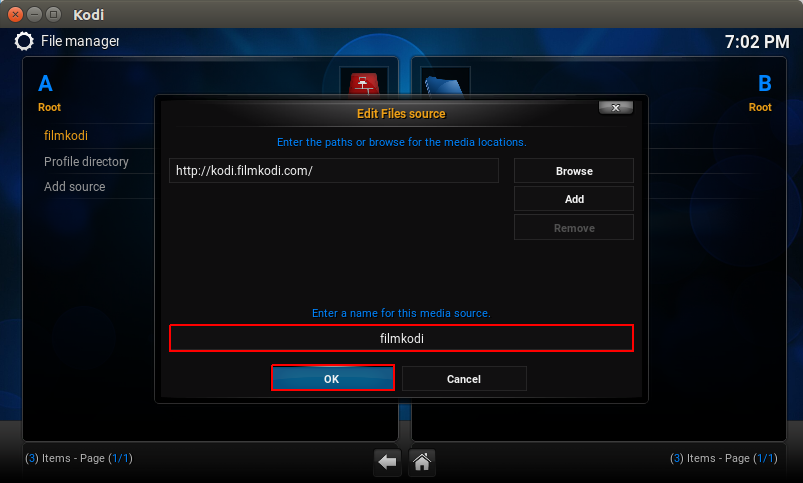 Kodi
File manager
7:02 PM
A
B
Root
Root
filmkodi
Profile directory
Add source
Edit Files source
Enter the paths or browse for the media locations.
http://kodi.filmkodi.com/
Browse
Add
Remove
Enter a name for this media source.
filmkodi
OK
Cancel
(3) Items - Page (1/1)
(3) Items - Page (1/1)